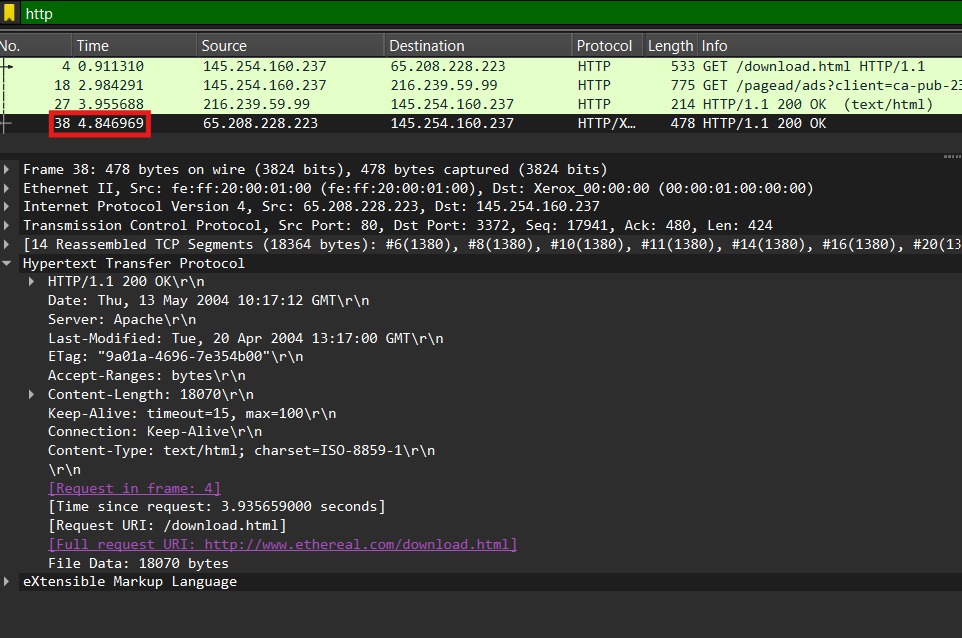 http
No. Time Source Destination Protocol Length Info
4 0.911310 145.254.160.237 65.208.228.223 HTTP 533 GET /download.html HTTP/1.1
18 2.984291 145.254.160.237 216.239.59.99 HTTP 775 GET /pagead/ads?client=ca-pub-23
27 3.955688 216.239.59.99 145.254.160.237 HTTP 214 HTTP/1.1 200 OK (text/html)
38 4.846969 65.208.228.223 145.254.160.237 HTTP/X… 478 HTTP/1.1 200 OK
Frame 38: 478 bytes on wire (3824 bits), 478 bytes captured (3824 bits)
Ethernet II, Src: fe:ff:20:00:01:00 (fe:ff:20:00:01:00), Dst: Xerox_00:00:00 (00:00:01:00:00:00)
Internet Protocol Version 4, Src: 65.208.228.223, Dst: 145.254.160.237
Transmission Control Protocol, Src Port: 80, Dst Port: 3372, Seq: 17941, Ack: 480, Len: 424
[14 Reassembled TCP Segments (18364 bytes): #6(1380), #8(1380), #10(1380), #11(1380), #14(1380), #16(1380), #20(13
Hypertext Transfer Protocol
HTTP/1.1 200 OK\r\n
Date: Thu, 13 May 2004 10:17:12 GMT\r\n
Server: Apache\r\n
Last-Modified: Tue, 20 Apr 2004 13:17:00 GMT\r\n
ETag: "9a01a-4696-7e354b00"\r\n
Accept-Ranges: bytes\r\n
Content-Length: 18070\r\n
Keep-Alive: timeout=15, max=100\r\n
Connection: Keep-Alive\r\n
Content-Type: text/html; charset=ISO-8859-1\r\n
\r\n
[Request in frame: 4]
[Time since request: 3.935659000 seconds]
[Request URI: /download.html]
[Full request URI: http://www.ethereal.com/download.html]
File Data: 18070 bytes
eXtensible Markup Language